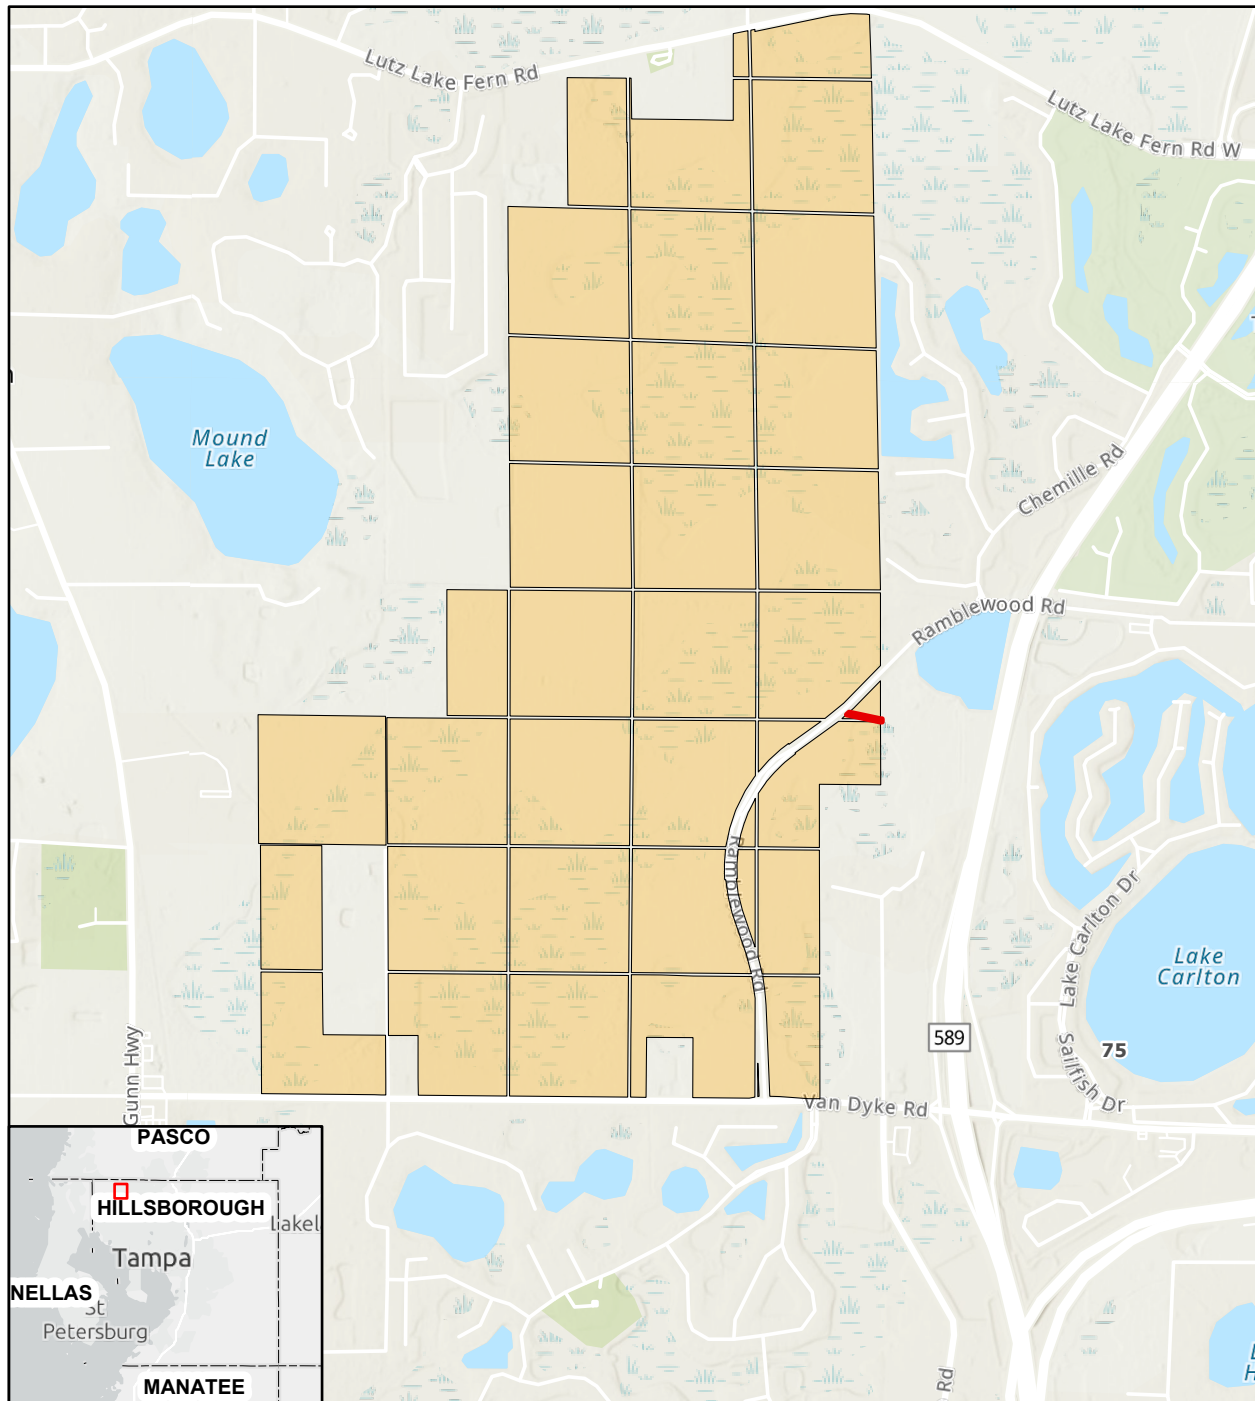 Lutz Lake Fern Rd
Lutz Lake Fern Rd W
Mound
Lake
Chemille Rd
Ramblewood Rd
Ramblewood Rd
Lake Carlton Dr
Lake
Carlton
589
75
Sailfish Dr
Gunn Hwy
Van Dyke Rd
Rd
PASCO
HILLSBOROUGH
Lakel
Tampa
NELLAS
St
Petersburg
MANATEE